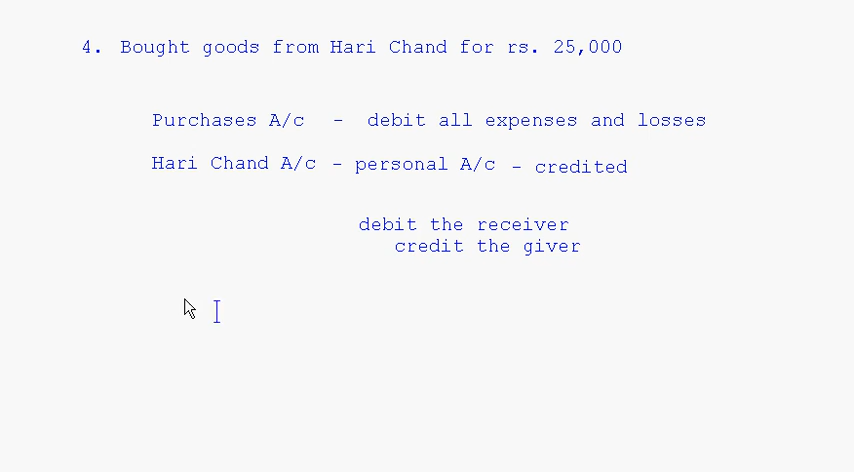 4. Bought goods from Hari Chand for rs. 25,000
Purchases A/c - debit all expenses and losses
Hari Chand A/c - personal A/c - credited
debit the receiver
credit the giver